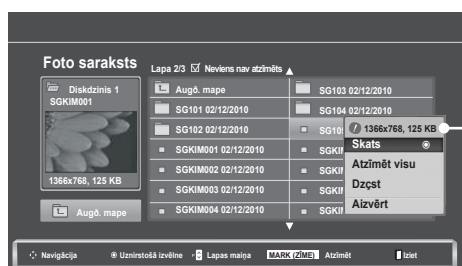 Foto saraksts
Lapa 2/3 ☑ Neviens nav atzīmēts
Diskdzinis 1
SGKIM001
1366x768, 125 KB
Augð. mape
Augð. mape
SG101 02/12/2010
SG102 02/12/2010
SGKIM001 02/12/2010
SGKIM002 02/12/2010
SGKIM003 02/12/2010
SGKIM004 02/12/2010
SG103 02/12/2010
SG104 02/12/2010
1366x768, 125 KB
Skats
Atzīmēt visu
Dzçst
Aizvērt
Navigācija
Uznirstošā izvēlne
Lapas maiņa
MARK (ZĪME)
Atzīmēt
Iziet